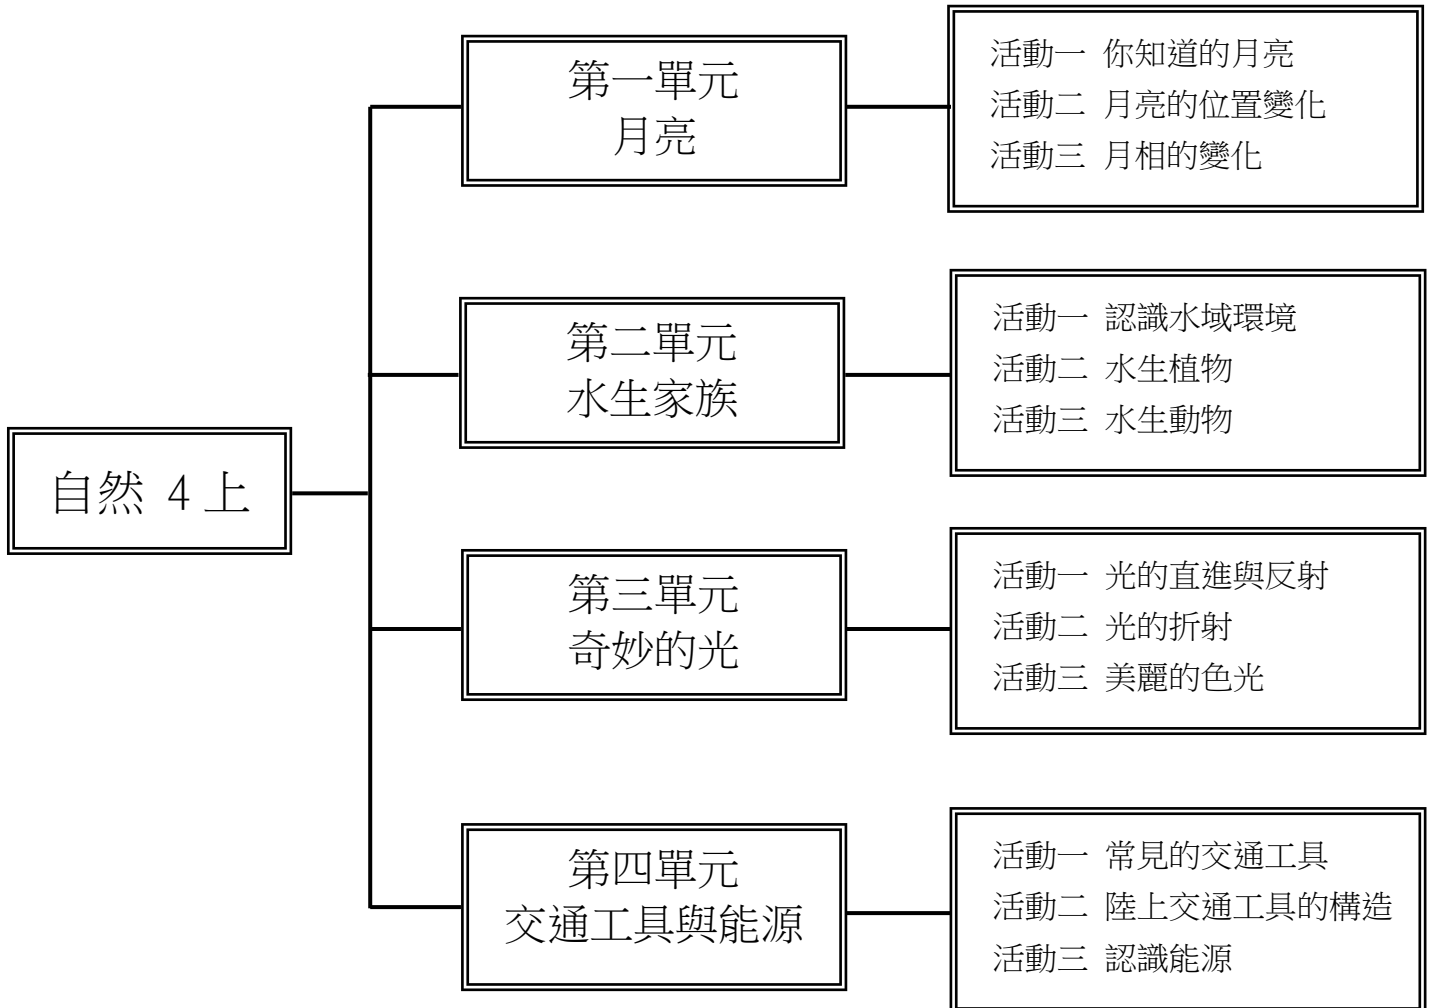 自然 4 上
第一單元
月亮
活動一 你知道的月亮
活動二 月亮的位置變化
活動三 月相的變化
第二單元
水生家族
活動一 認識水域環境
活動二 水生植物
活動三 水生動物
第三單元
奇妙的光
活動一 光的直進與反射
活動二 光的折射
活動三 美麗的色光
第四單元
交通工具與能源
活動一 常見的交通工具
活動二 陸上交通工具的構造
活動三 認識能源